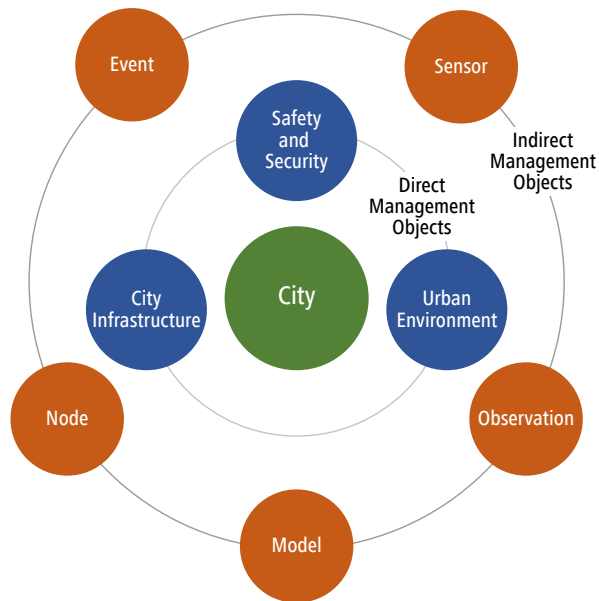 Event
Sensor
Safety
and
Security
Indirect
Management
Objects
Direct
Management
Objects
City
Infrastructure
City
Urban
Environment
Node
Observation
Model